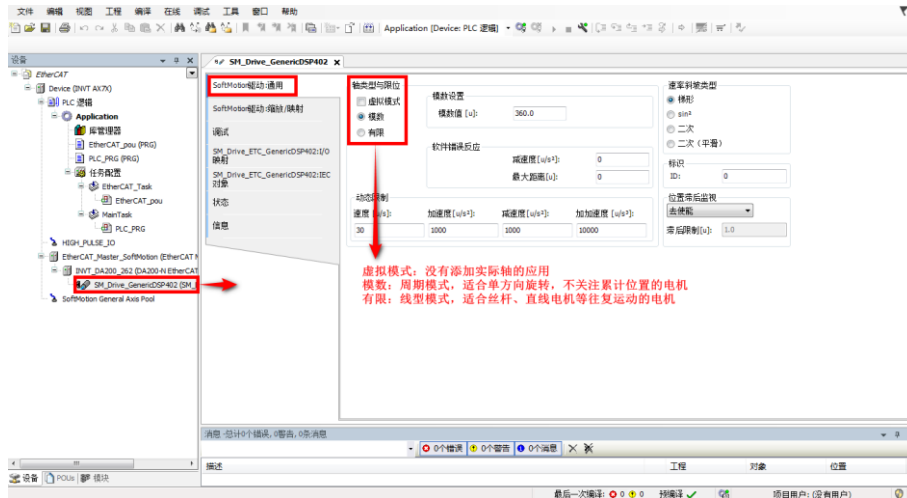 文件 编辑 视图 工程 编译 在线 调试 工具 窗口 帮助
Application [Device: PLC 逻辑]
设备
EtherCAT
Device (INVT AX7X)
PLC 逻辑
Application
库管理器
EtherCAT_pou (PRG)
PLC_PRG (PRG)
任务配置
EtherCAT_Task
EtherCAT_pou
MainTask
PLC_PRG
HIGH_PULSE_IO
EtherCAT_Master_SoftMotion (EtherCAT M
INVT_DA200_262 (DA200-N EtherCAT
SM_Drive_GenericDSP402 (SM_
SoftMotion General Axis Pool
设备 POUs 模块
SM_Drive_GenericDSP402
SoftMotion驱动:通用
SoftMotion驱动:缩放/映射
调试
SM_Drive_ETC_GenericDSP402:I/O
映射
SM_Drive_ETC_GenericDSP402:IEC
对象
状态
信息
轴类型与限位
虚拟模式
模数
有限
模数设置
模数值 [u]: 360.0
软件错误反应
减速度[u/s²]: 0
最大距离[u]: 0
动态限制
速度 [u/s]: 加速度[u/s²]: 减速度[u/s²]: 加加速度 [u/s³]:
30 1000 1000 10000
速率斜坡类型
梯形
sin²
二次
二次 (平滑)
标识
ID: 0
位置滞后监视
去使能
滞后限制[u]: 1.0
虚拟模式：没有添加实际轴的应用
模数：周期模式，适合单方向旋转，不关注累计位置的电机
有限：线型模式，适合丝杆、直线电机等往复运动的电机
消息 -总计0个错误, 0警告, 0条消息
0个错误 0个警告 0个消息
描述 工程 对象 位置
最后一次编译: 0 0 预编译 项目用户: (没有用户)